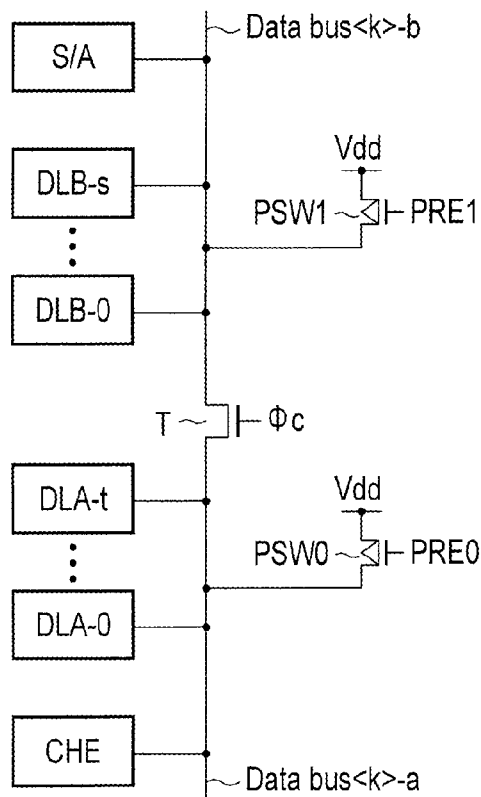 Data bus<k>-b
S/A
Vdd
DLB-s
PSW1
PRE1
DLB-0
T
Φc
DLA-t
Vdd
PSW0
PRE0
DLA-0
CHE
Data bus<k>-a